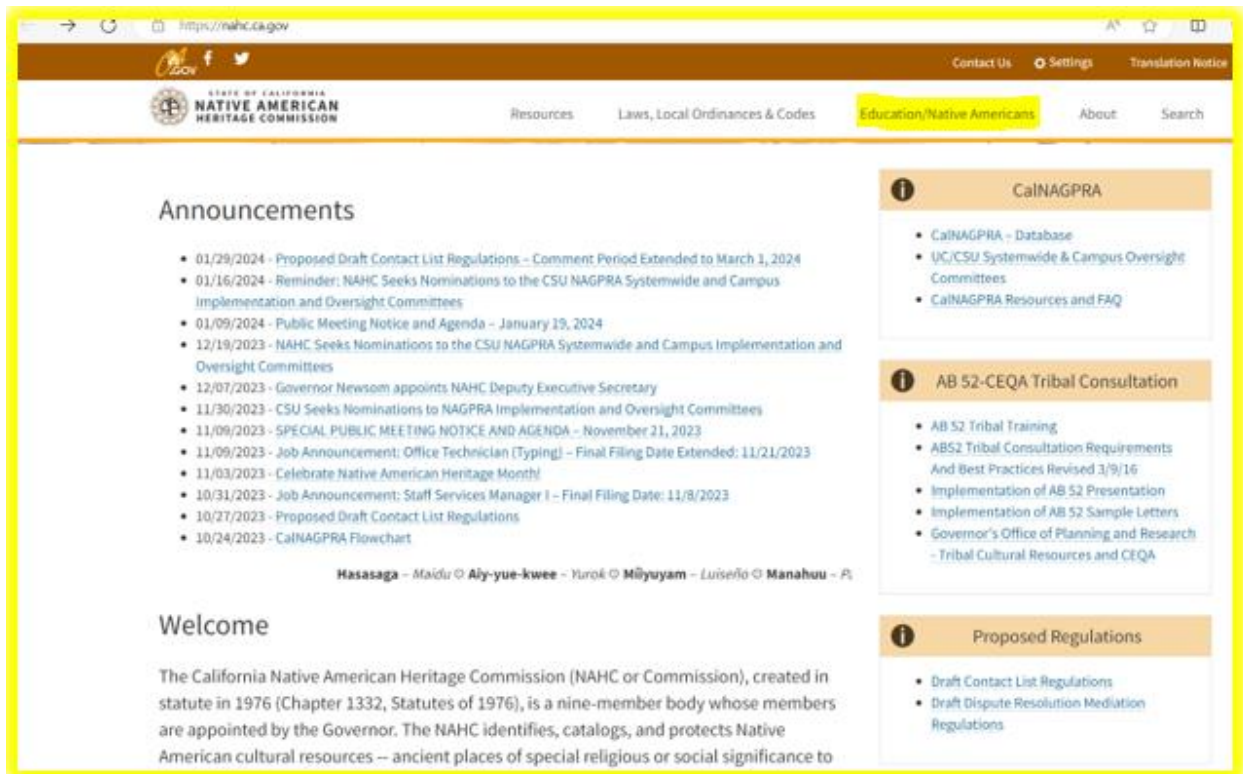 https://nahc.ca.gov
CA.GOV
Contact Us Settings Translation Notice
STATE OF CALIFORNIA
NATIVE AMERICAN
HERITAGE COMMISSION
Resources Laws, Local Ordinances & Codes Education/Native Americans About Search
Announcements
01/29/2024 - Proposed Draft Contact List Regulations – Comment Period Extended to March 1, 2024
01/16/2024 - Reminder: NAHC Seeks Nominations to the CSU NAGPRA Systemwide and Campus
Implementation and Oversight Committees
01/09/2024 - Public Meeting Notice and Agenda – January 19, 2024
12/19/2023 - NAHC Seeks Nominations to the CSU NAGPRA Systemwide and Campus Implementation and
Oversight Committees
12/07/2023 - Governor Newsom appoints NAHC Deputy Executive Secretary
11/30/2023 - CSU Seeks Nominations to NAGPRA Implementation and Oversight Committees
11/09/2023 - SPECIAL PUBLIC MEETING NOTICE AND AGENDA – November 21, 2023
11/09/2023 - Job Announcement: Office Technician (Typing) – Final Filing Date Extended: 11/21/2023
11/03/2023 - Celebrate Native American Heritage Month!
10/31/2023 - Job Announcement: Staff Services Manager I – Final Filing Date: 11/8/2023
10/27/2023 - Proposed Draft Contact List Regulations
10/24/2023 - CalNAGPRA Flowchart
Hasasaga – Maidu Aiy-yue-kwee – Yurok Miiyuyam – Luiseño Manahuu –
Welcome
The California Native American Heritage Commission (NAHC or Commission), created in
statute in 1976 (Chapter 1332, Statutes of 1976), is a nine-member body whose members
are appointed by the Governor. The NAHC identifies, catalogs, and protects Native
American cultural resources -- ancient places of special religious or social significance to
CalNAGPRA
CalNAGPRA – Database
UC/CSU Systemwide & Campus Oversight
Committees
CalNAGPRA Resources and FAQ
AB 52-CEQA Tribal Consultation
AB 52 Tribal Training
AB52 Tribal Consultation Requirements
And Best Practices Revised 3/9/16
Implementation of AB 52 Presentation
Implementation of AB 52 Sample
Letters
Governor's Office of Planning and Research
- Tribal Cultural Resources and CEQA
Proposed Regulations
Draft Contact List Regulations
Draft Dispute Resolution Mediation
Regulations